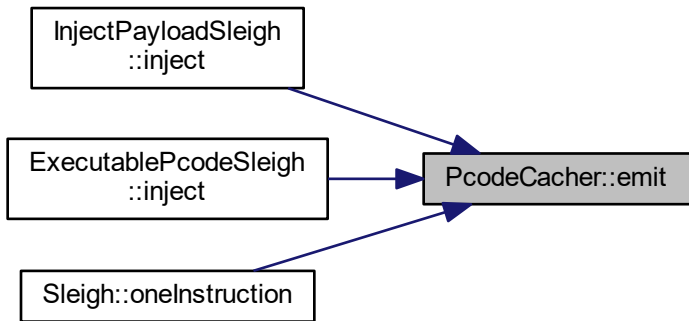 InjectPayloadSleigh
::inject
ExecutablePcodeSleigh
::inject
PcodeCacher::emit
Sleigh::oneInstruction